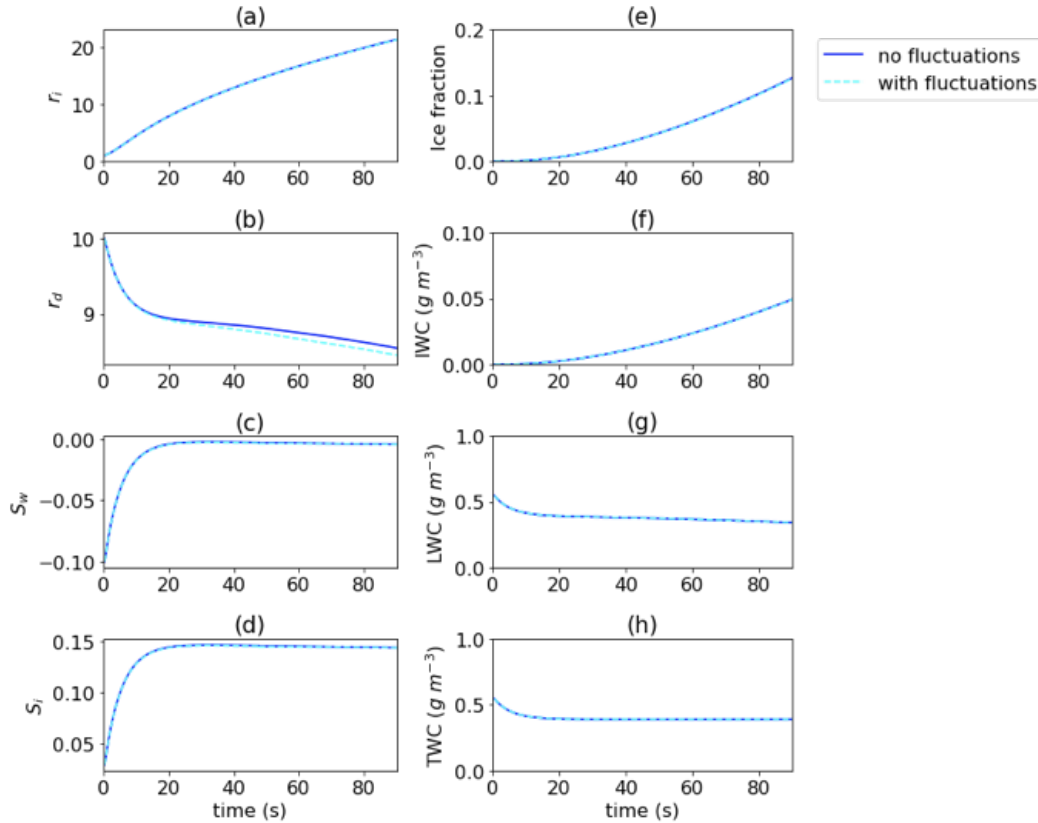 (a)
20
10
0
r_i
0 20 40 60 80
(e)
0.2
0.1
0.0
Ice fraction
0 20 40 60 80
no fluctuations
with fluctuations
(b)
10
9
r_d
0 20 40 60 80
(f)
0.10
0.05
0.00
IWC (g m⁻³)
0 20 40 60 80
(c)
0.00
−0.05
−0.10
S_w
0 20 40 60 80
(g)
1.0
0.5
0.0
LWC (g m⁻³)
0 20 40 60 80
(d)
0.15
0.10
0.05
S_i
0 20 40 60 80
time (s)
(h)
1.0
0.5
0.0
TWC (g m⁻³)
0 20 40 60 80
time (s)